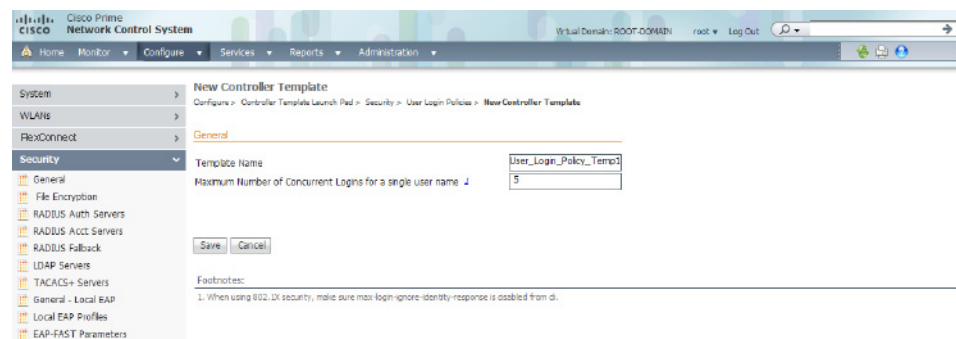 Cisco Prime
CISCO Network Control System
Virtual Domain: ROOT-DOMAIN root Log Out
Home Monitor Configure Services Reports Administration
System
WLANs
FlexConnect
Security
General
File Encryption
RADIUS Auth Servers
RADIUS Acct Servers
RADIUS Fallback
LDAP Servers
TACACS+ Servers
General - Local EAP
Local EAP Profiles
EAP-FAST Parameters
New Controller Template
Configure > Controller Template Launch Pad > Security > User Login Policies > New Controller Template
General
Template Name User_Login_Policy_Temp1
Maximum Number of Concurrent Logins for a single user name 1 5
Save Cancel
Footnotes:
1. When using 802.1X security, make sure max-login-ignore-identity-response is disabled from cli.